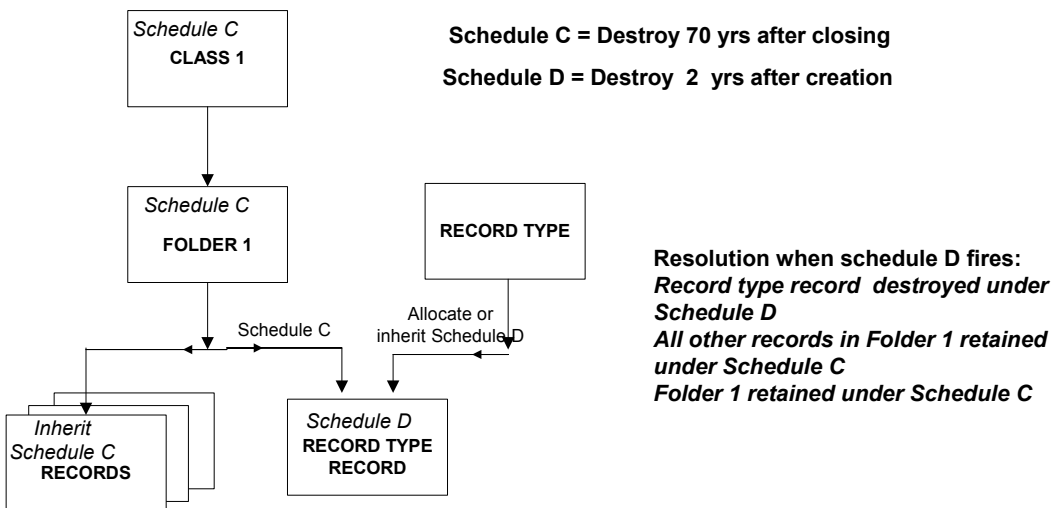 Schedule C
CLASS 1
Schedule C = Destroy 70 yrs after closing
Schedule D = Destroy 2 yrs after creation
Schedule C
FOLDER 1
RECORD TYPE
Schedule C
Allocate or
inherit Schedule D
Inherit
Schedule C
RECORDS
Schedule D
RECORD TYPE
RECORD
Resolution when schedule D fires:
Record type record destroyed under
Schedule D
All other records in Folder 1 retained
under Schedule C
Folder 1 retained under Schedule C